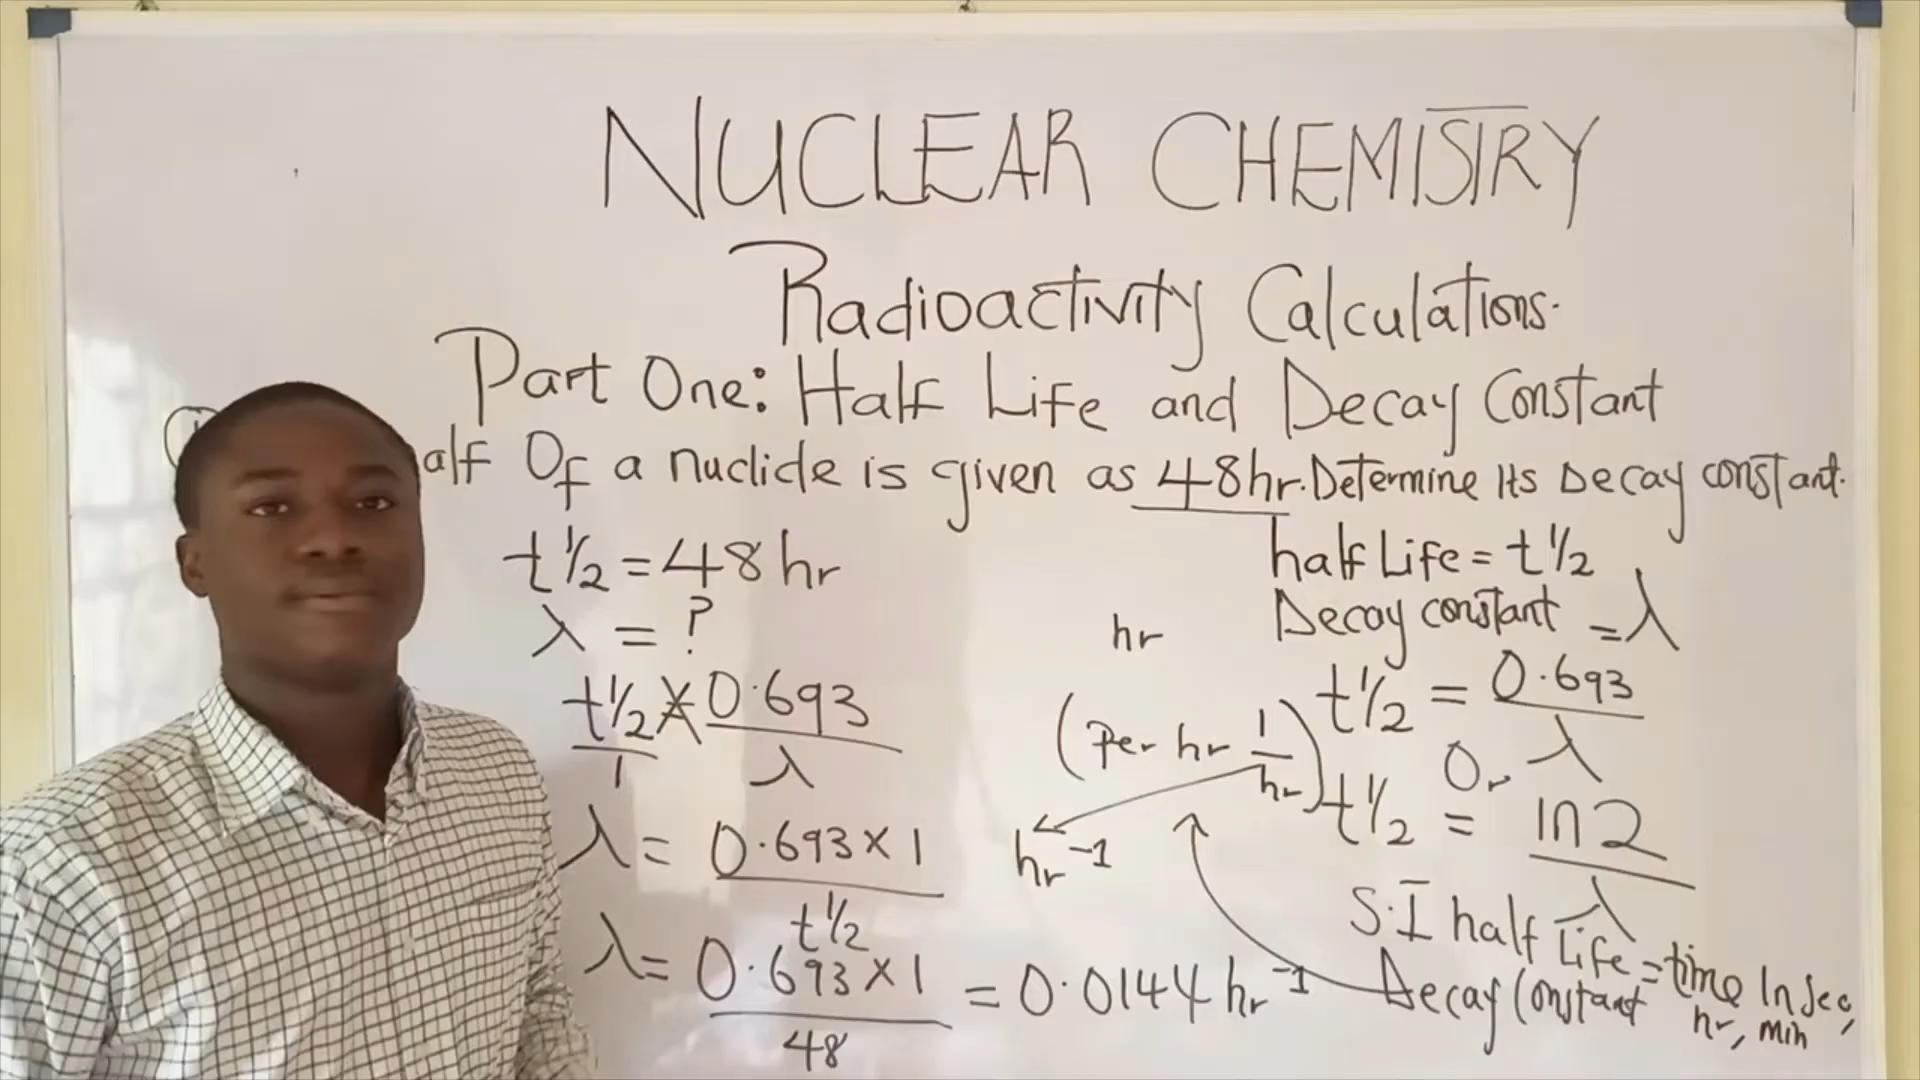 NUCLEAR CHEMISTRY
Radioactivity Calculations.
Part One: Half Life and Decay Constant
alf Of a nuclide is given as 48hr. Determine its Decay constant.
t½ = 48 hr
λ = ?
t½ 0.693
1 λ
λ = 0.693 x 1
t½
λ = 0.693 x 1 = 0.0144 hr⁻¹
48
hr
(Per hr 1/hr)
hr⁻¹
half Life = t½
Decay constant = λ
t½ = 0.693
λ
Or
t½ = ln 2
λ
S.I half Life = time In Sec,
hr, min
Decay Constant